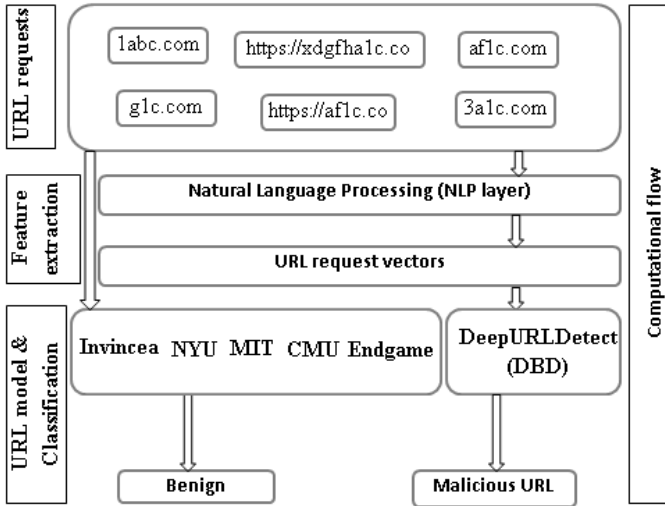 URL requests
1abc.com
https://xdgfha1c.co
af1c.com
g1c.com
https://af1c.co
3a1c.com
Feature
extraction
Natural Language Processing (NLP layer)
URL request vectors
URL model &
Classification
Invincea NYU MIT CMU Endgame
DeepURLDetect
(DBD)
Benign
Malicious URL
Computational flow